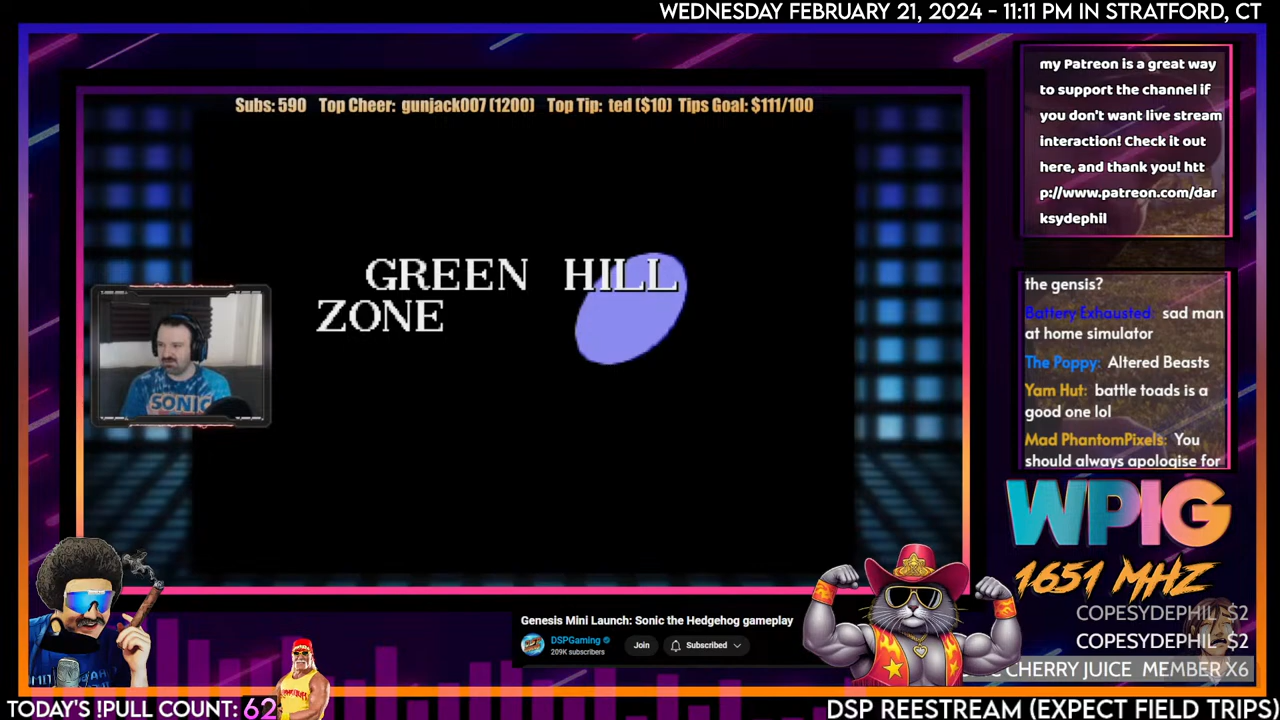 WEDNESDAY FEBRUARY 21, 2024 - 11:11 PM IN STRATFORD, CT
my Patreon is a great way
to support the channel if
you don't want live stream
interaction! Check it out
here, and thank you! htt
p://www.patreon.com/dar
ksydephil
Subs: 590 Top Cheer: gunjack007 (1200) Top Tip: ted ($10) Tips Goal: $111/100
GREEN HILL
ZONE
SONIC
the gensis?
Battery Exhausted: sad man
at home simulator
The Poppy: Altered Beasts
Yam Hut: battle toads is a
good one lol
Mad PhantomPixels: You
should always apologise for
WPIG
1651 MHZ
COPESYDEPHIL $2
COPESYDEPHIL $2
CHERRY JUICE MEMBER X6
Genesis Mini Launch: Sonic the Hedgehog gameplay
DSPGaming
209K subscribers
Join
Subscribed
TODAY'S !PULL COUNT: 62
DSP REESTREAM (EXPECT FIELD TRIPS)